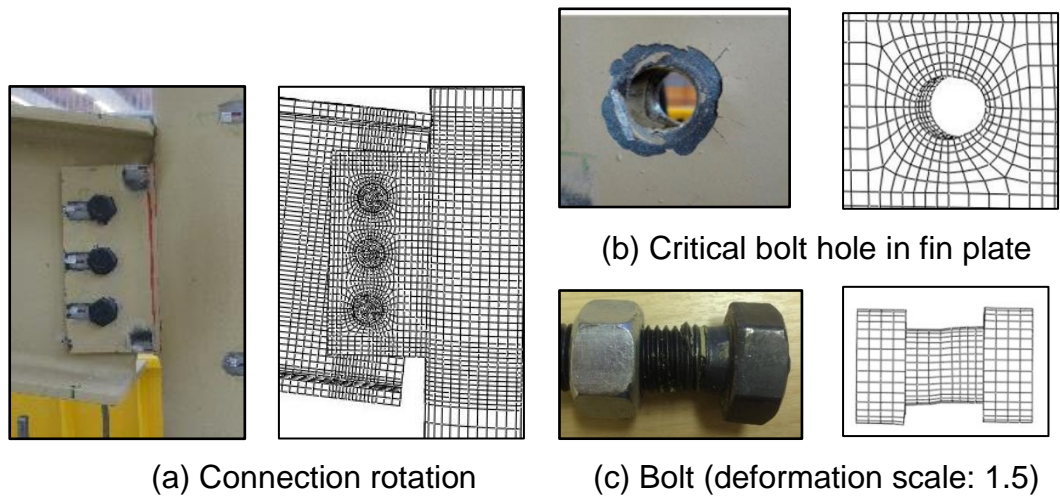 (b) Critical bolt hole in fin plate
(a) Connection rotation
(c) Bolt (deformation scale: 1.5)